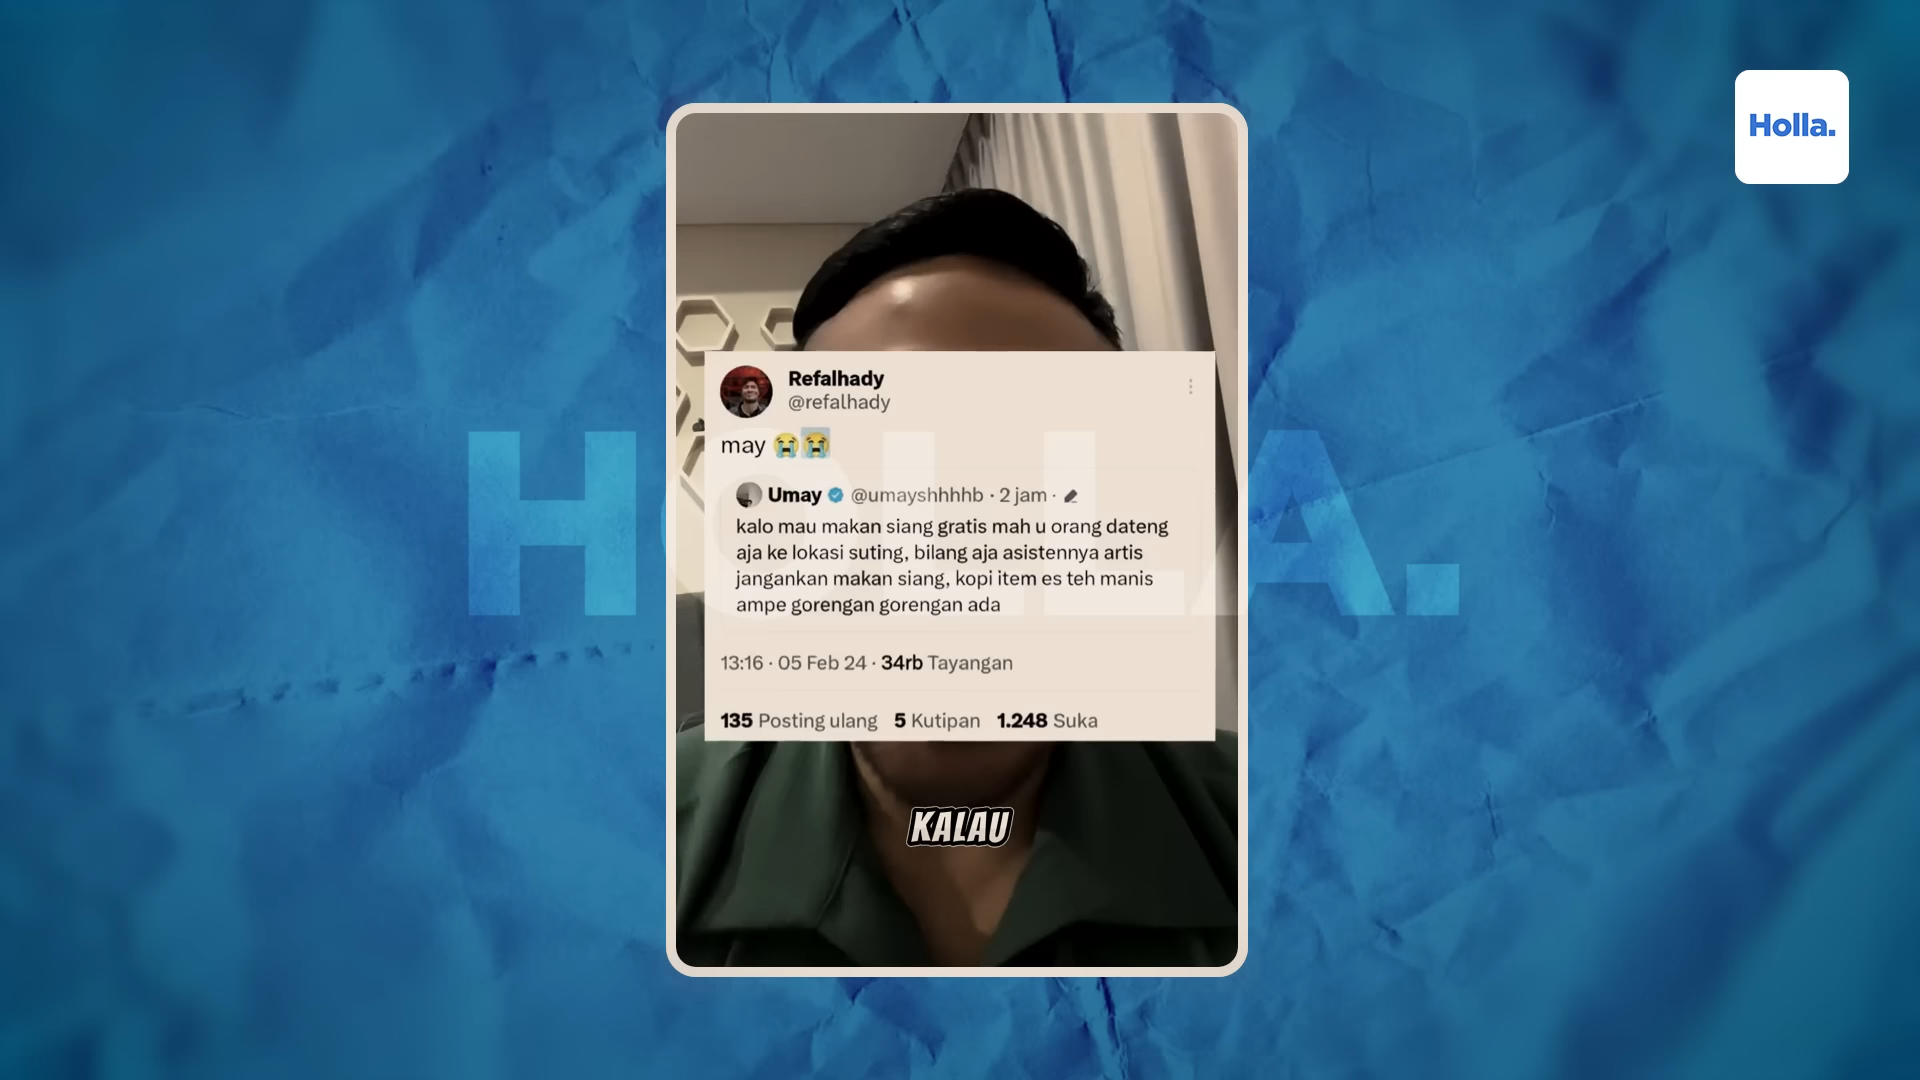 Holla.
HOLLA.
Refalhady
@refalhady
may 😭😭
Umay @umayshhhhb · 2 jam ·
kalo mau makan siang gratis mah u orang dateng
aja ke lokasi suting, bilang aja asistennya artis
jangankan makan siang, kopi item es teh manis
ampe gorengan gorengan ada
13:16 · 05 Feb 24 · 34rb Tayangan
135 Posting ulang 5 Kutipan 1.248 Suka
KALAU